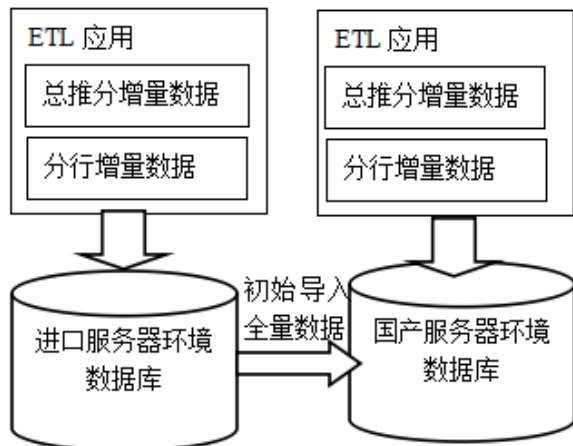 ETL 应用
总推分增量数据
分行增量数据
ETL 应用
总推分增量数据
分行增量数据
进口服务器环境
数据库
初始导入
全量数据
国产服务器环境
数据库